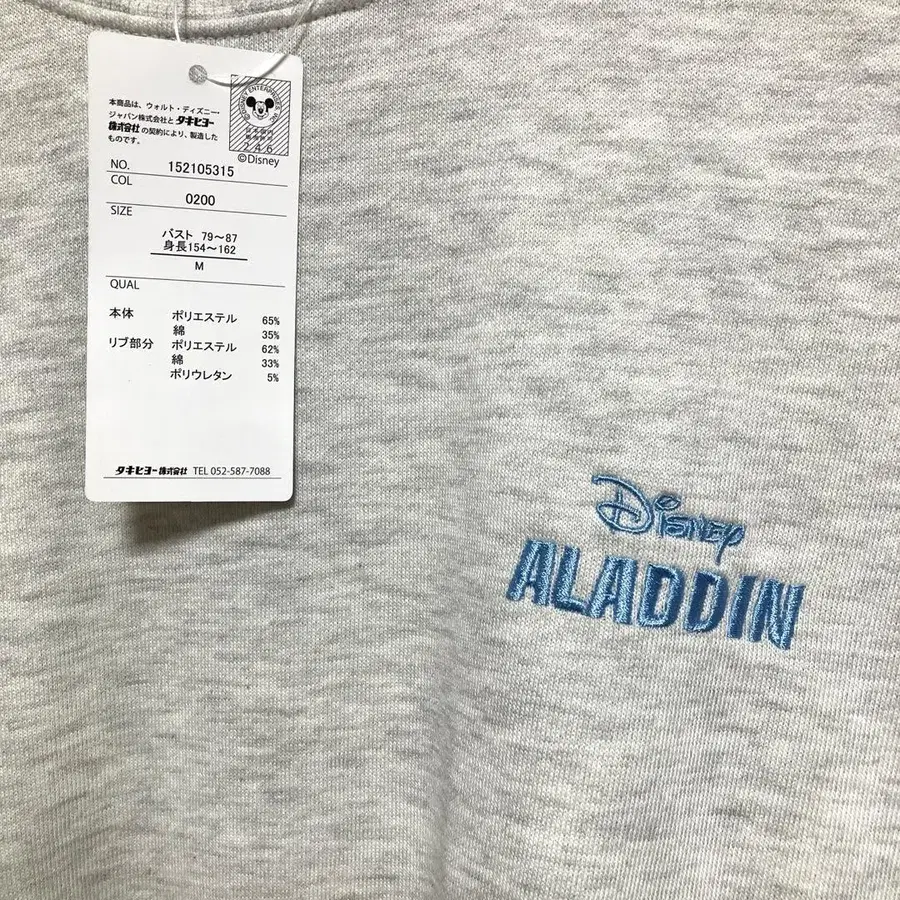 本商品は、ウォルト・ディズニー・
ジャパン株式会社とタキヒヨー
株式会社の契約により、製造した
ものです。
DISNEY ENTERPRISES, INC.
246
©Disney
NO. 152105315
COL
0200
SIZE
バスト 79〜87
身長154〜162
M
QUAL
本体 ポリエステル 65%
綿 35%
リブ部分 ポリエステル 62%
綿 33%
ポリウレタン 5%
タキヒヨー株式会社 TEL 052-587-7088
Disney
ALADDIN